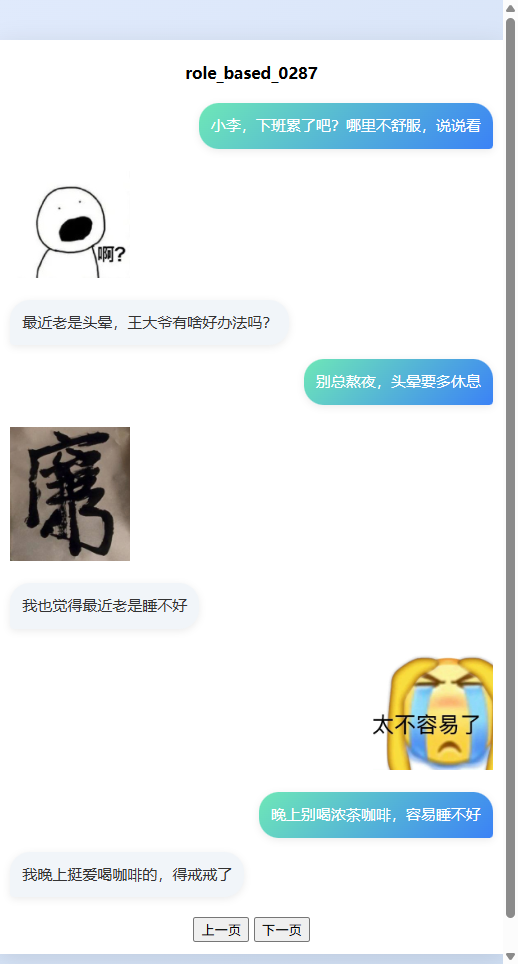 role_based_0287
小李，下班累了吧？哪里不舒服，说说看
啊?
最近老是头晕，王大爷有啥好办法吗？
别总熬夜，头晕要多休息
我也觉得最近老是睡不好
太不容易了
晚上别喝浓茶咖啡，容易睡不好
我晚上挺爱喝咖啡的，得戒戒了
上一页 下一页